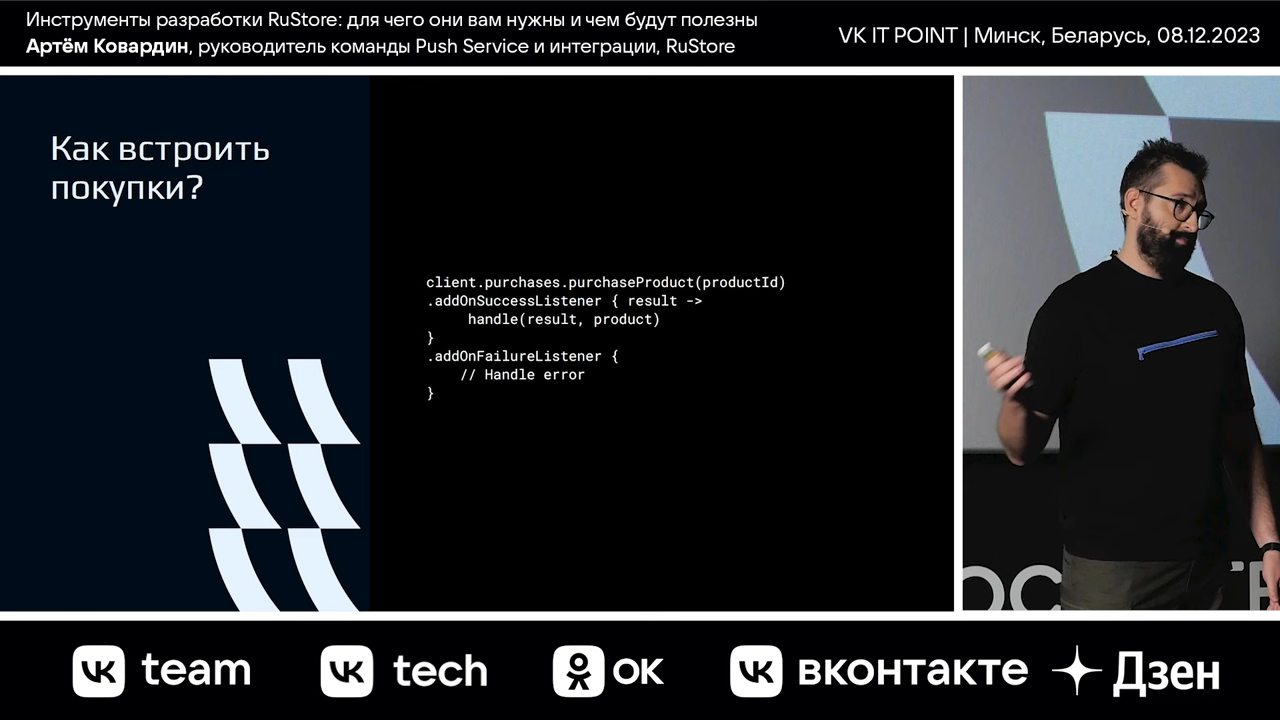 Инструменты разработки RuStore: для чего они вам нужны и чем будут полезны
Артём Ковардин, руководитель команды Push Service и интеграции, RuStore
VK IT POINT | Минск, Беларусь, 08.12.2023
Как встроить
покупки?
client.purchases.purchaseProduct(productId)
.addOnSuccessListener { result ->
handle(result, product)
}
.addOnFailureListener {
// Handle error
}
team
tech
ОК
вконтакте
Дзен